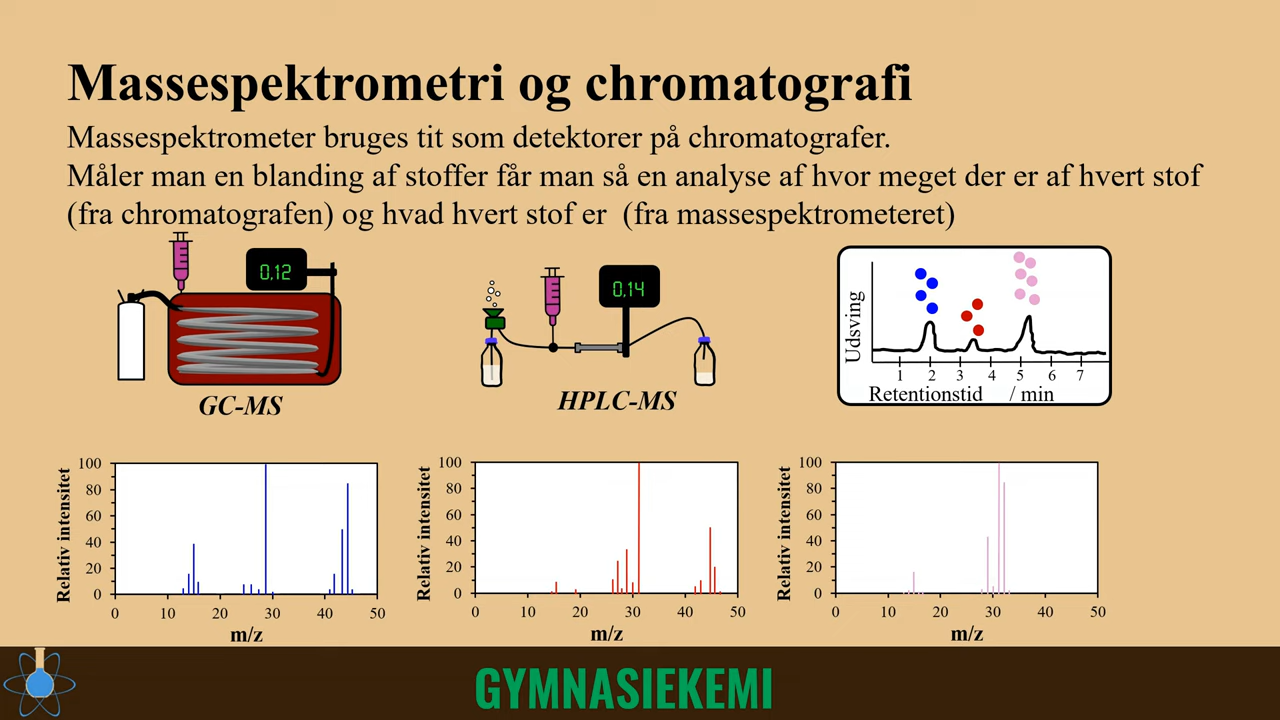 Massespektrometri og chromatografi
Massespektrometer bruges tit som detektorer på chromatografer.
Måler man en blanding af stoffer får man så en analyse af hvor meget der er af hvert stof
(fra chromatografen) og hvad hvert stof er (fra massespektrometeret)
0,12
GC-MS
0,14
HPLC-MS
Udsving
1 2 3 4 5 6 7
Retentionstid / min
Relativ intensitet
100
80
60
40
20
0
0 10 20 30 40 50
m/z
Relativ intensitet
100
80
60
40
20
0
0 10 20 30 40 50
m/z
Relativ intensitet
100
80
60
40
20
0
0 10 20 30 40 50
m/z
GYMNASIEKEMI